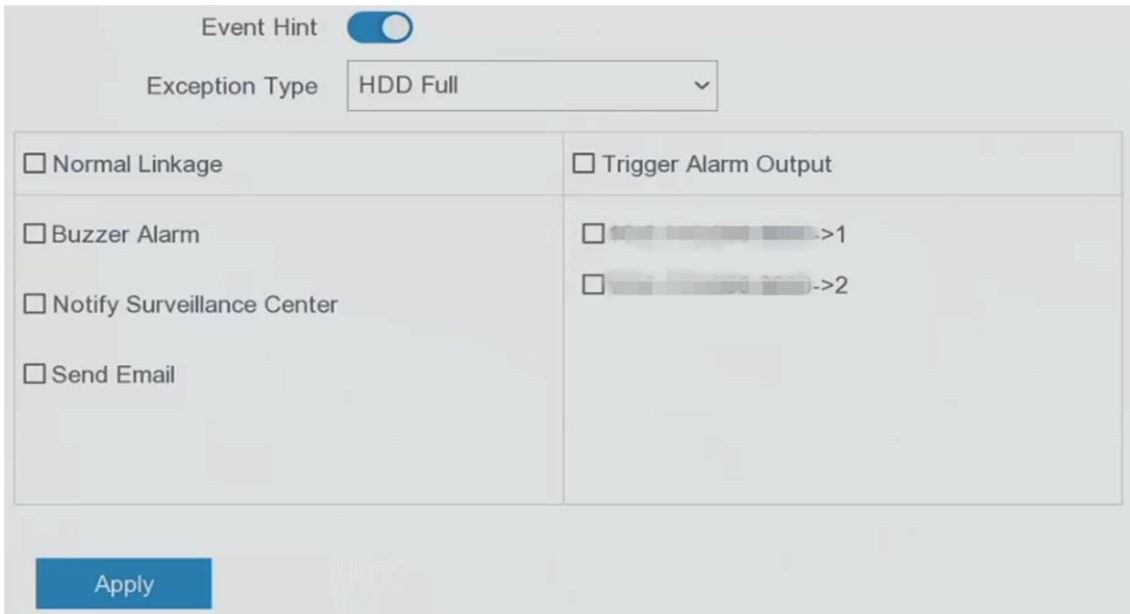 Event Hint
Exception Type HDD Full
Normal Linkage Trigger Alarm Output
Buzzer Alarm ->1
Notify Surveillance Center ->2
Send Email
Apply